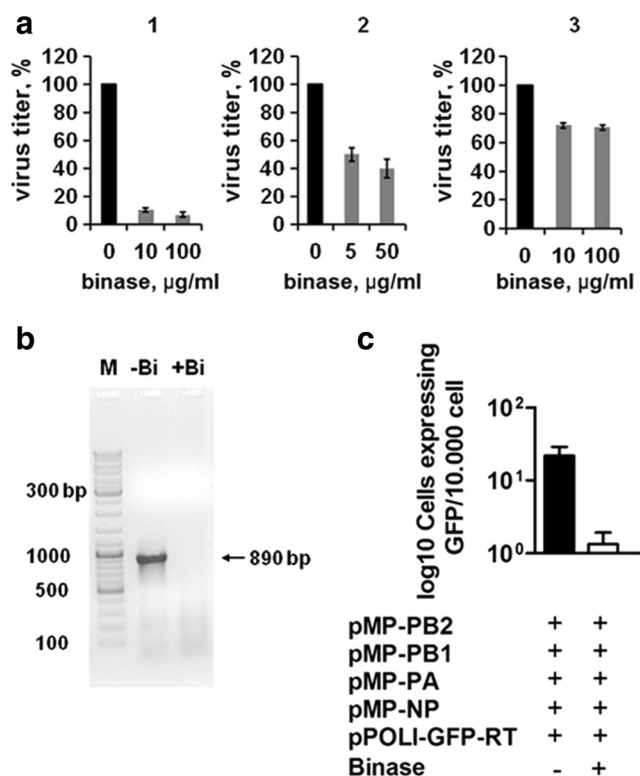 a
1
2
3
virus titer, %
120
100
80
60
40
20
0
0 10 100
binase, µg/ml
virus titer, %
120
100
80
60
40
20
0
0 5 50
binase, µg/ml
virus titer, %
120
100
80
60
40
20
0
0 10 100
binase, µg/ml
b
M -Bi +Bi
300 bp
1000
500
100
←890 bp
c
log10 Cells expressing
GFP/10.000 cell
10²
10¹
10⁰
pMP-PB2 + +
pMP-PB1 + +
pMP-PA + +
pMP-NP + +
pPOLI-GFP-RT + +
Binase - +